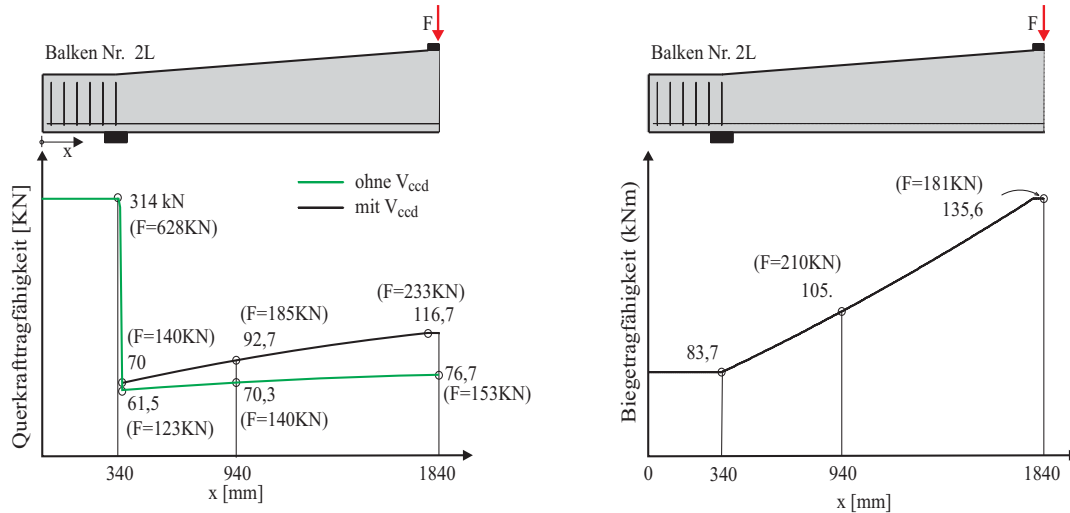 F
Balken Nr. 2L
x
Querkrafttragfähigkeit [KN]
ohne Vccd
mit Vccd
314 kN
(F=628KN)
(F=140KN)
70
61,5
(F=123KN)
(F=185KN)
92,7
70,3
(F=140KN)
(F=233KN)
116,7
76,7
(F=153KN)
340
940
1840
x [mm]
F
Balken Nr. 2L
Biegetragfähigkeit (kNm)
83,7
(F=210KN)
105.
(F=181KN)
135,6
0
340
940
1840
x [mm]